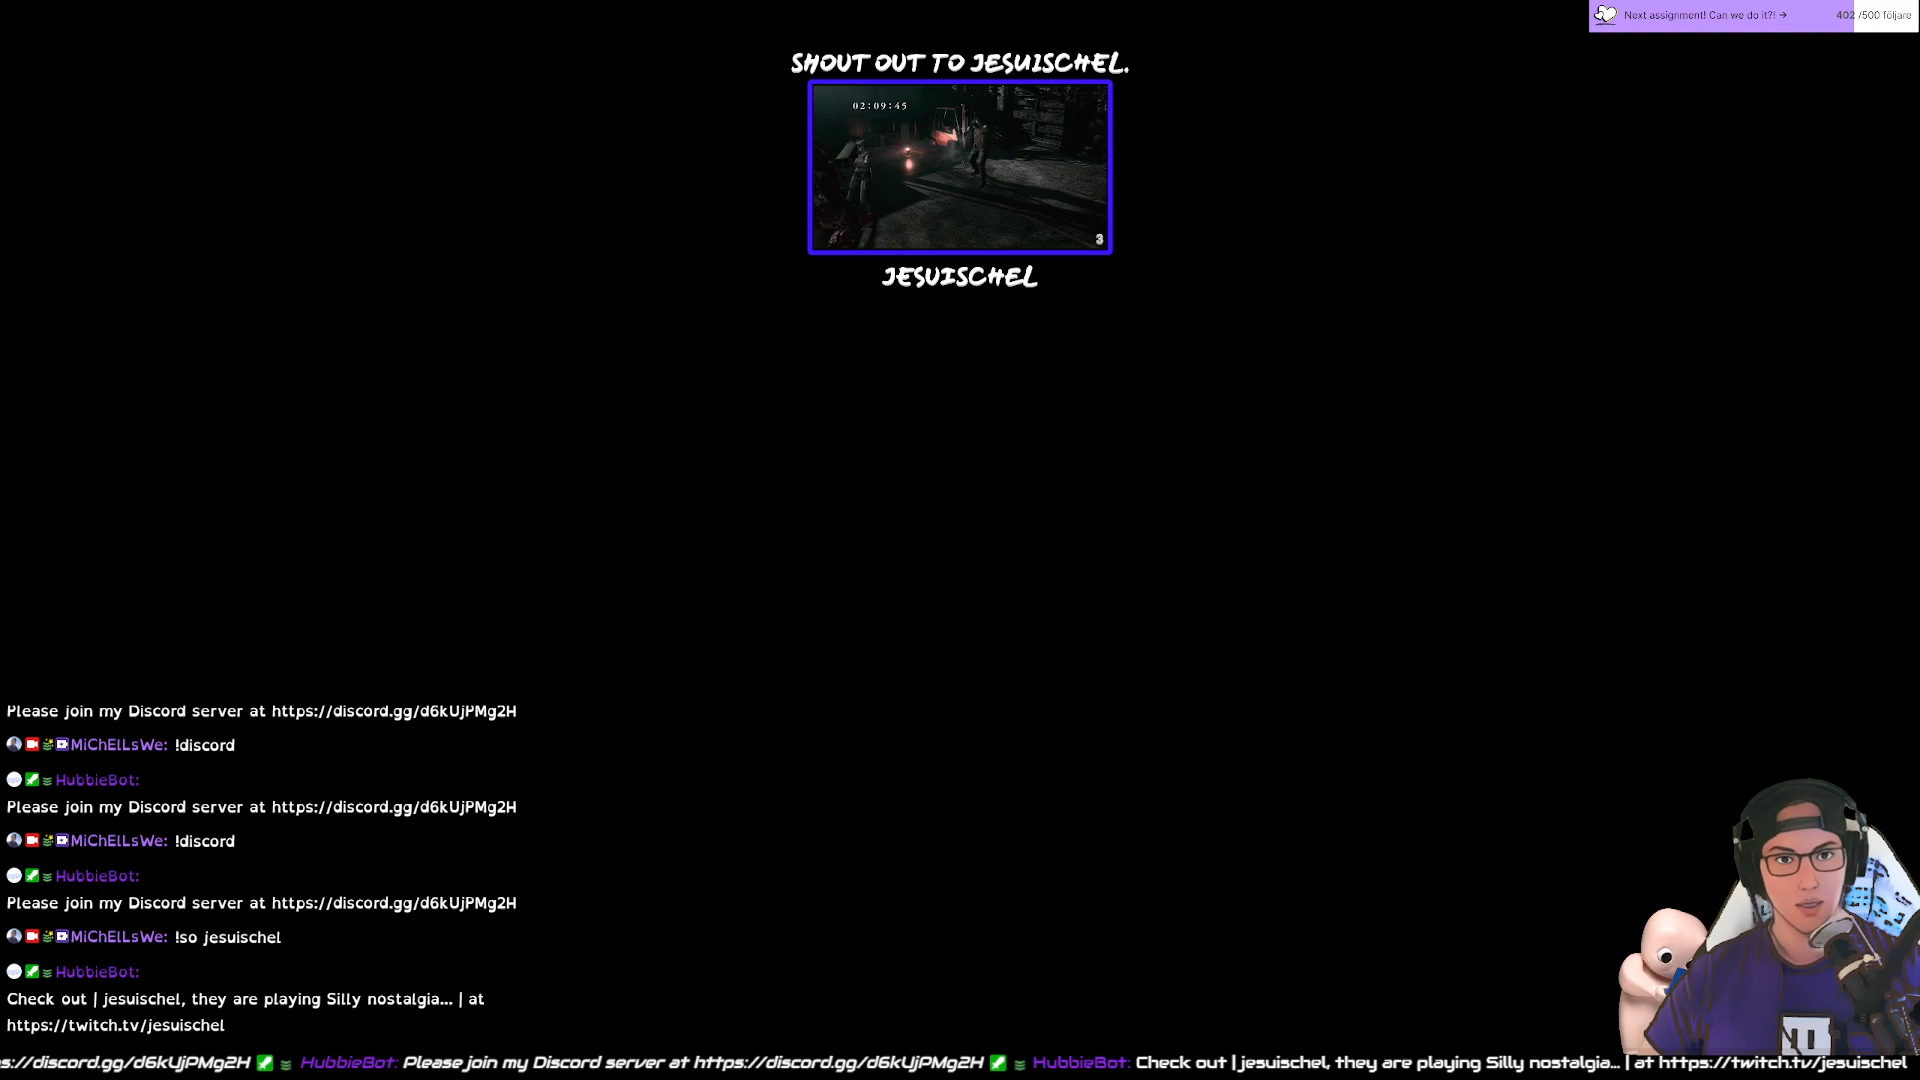 Next assignment! Can we do it?! → 402 /500 följare
SHOUT OUT TO JESUISCHEL.
02:09:45
3
JESUISCHEL
Please join my Discord server at https://discord.gg/d6kUjPMg2H
MiChElLsWe: !discord
HubbieBot:
Please join my Discord server at https://discord.gg/d6kUjPMg2H
MiChElLsWe: !discord
HubbieBot:
Please join my Discord server at https://discord.gg/d6kUjPMg2H
MiChElLsWe: !so jesuischel
HubbieBot:
Check out | jesuischel, they are playing Silly nostalgia... | at
https://twitch.tv/jesuischel
s://discord.gg/d6kUjPMg2H HubbieBot: Please join my Discord server at https://discord.gg/d6kUjPMg2H HubbieBot: Check out | jesuischel, they are playing Silly nostalgia... | at https://twitch.tv/jesuischel